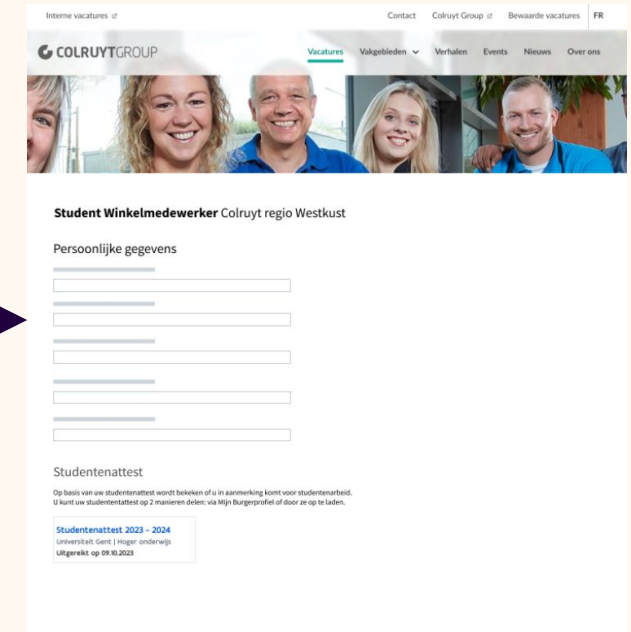 Interne vacatures
Contact Colruyt Group Bewaarde vacatures FR
COLRUYTGROUP
Vacatures Vakgebieden Verhalen Events Nieuws Over ons
Student Winkelmedewerker Colruyt regio Westkust
Persoonlijke gegevens
Studentenattest
Op basis van uw studentenattest wordt bekeken of u in aanmerking komt voor studentenarbeid.
U kunt uw studententattest op 2 manieren delen: via Mijn Burgerprofiel of door ze op te laden.
Studentenattest 2023 - 2024
Universiteit Gent | Hoger onderwijs
Uitgereikt op 09.10.2023